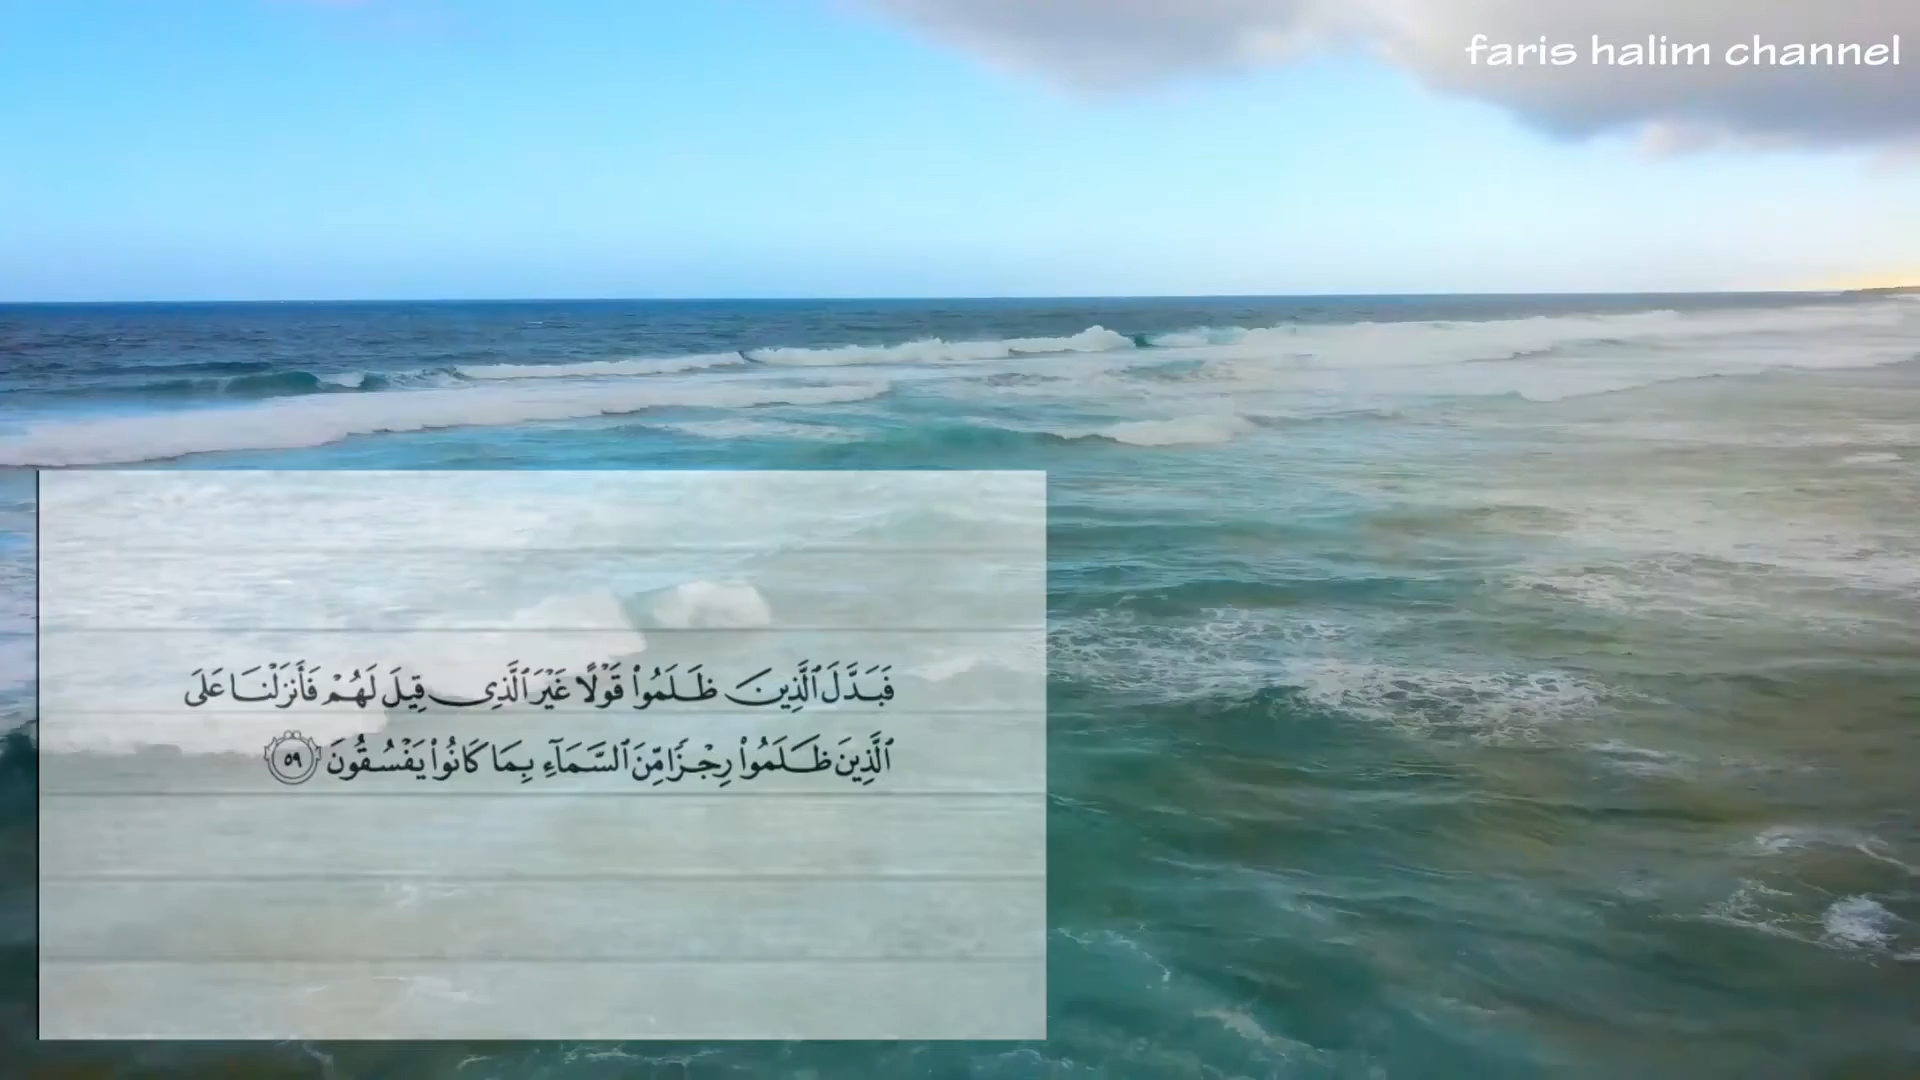 faris halim channel
فَبَدَّلَ ٱلَّذِينَ ظَلَمُوا۟ قَوْلًا غَيْرَ ٱلَّذِى قِيلَ لَهُمْ فَأَنزَلْنَا عَلَى
ٱلَّذِينَ ظَلَمُوا۟ رِجْزًا مِّنَ ٱلسَّمَآءِ بِمَا كَانُوا۟ يَفْسُقُونَ ٥٩